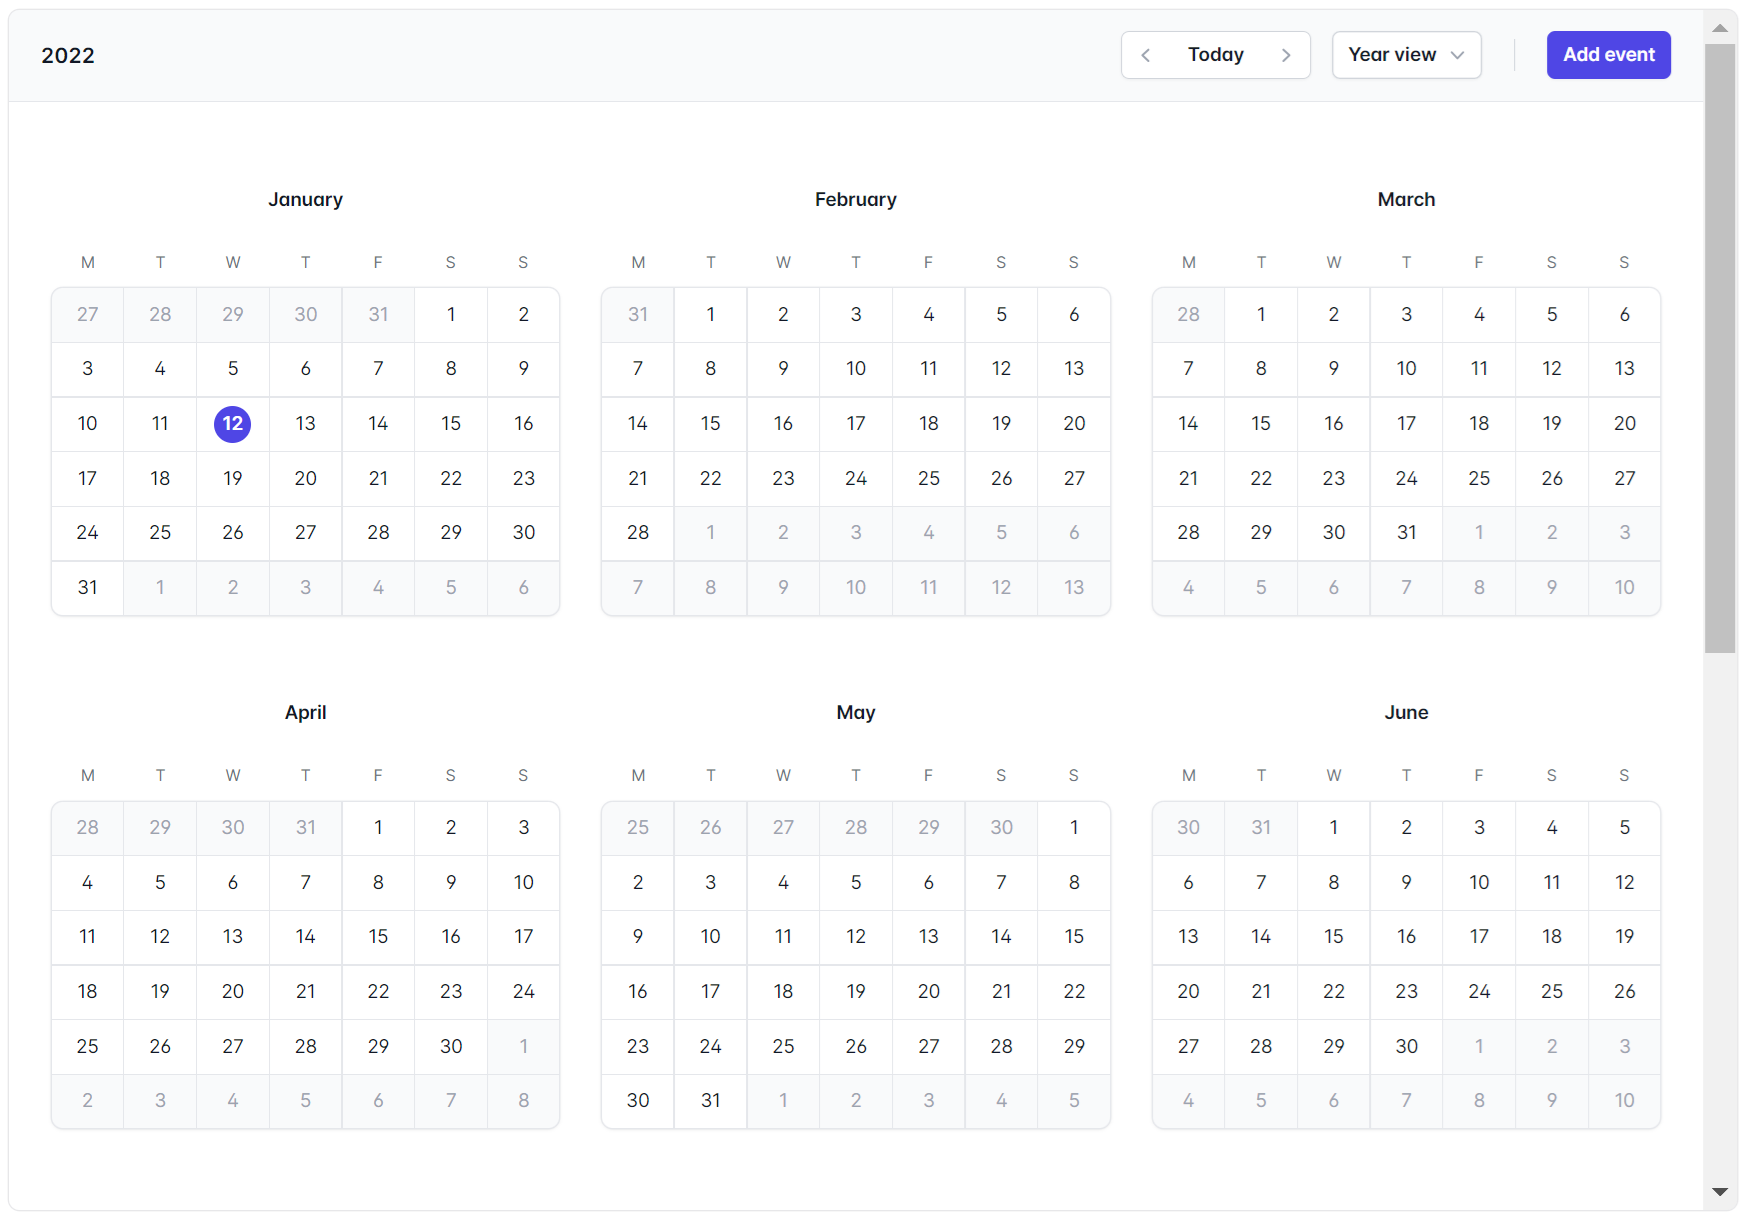 2022 Today Year view Add event
January February March
M T W T F S S M T W T F S S M T W T F S S
27 28 29 30 31 1 2 31 1 2 3 4 5 6 28 1 2 3 4 5 6
3 4 5 6 7 8 9 7 8 9 10 11 12 13 7 8 9 10 11 12 13
10 11 12 13 14 15 16 14 15 16 17 18 19 20 14 15 16 17 18 19 20
17 18 19 20 21 22 23 21 22 23 24 25 26 27 21 22 23 24 25 26 27
24 25 26 27 28 29 30 28 1 2 3 4 5 6 28 29 30 31 1 2 3
31 1 2 3 4 5 6 7 8 9 10 11 12 13 4 5 6 7 8 9 10
April May June
M T W T F S S M T W T F S S M T W T F S S
28 29 30 31 1 2 3 25 26 27 28 29 30 1 30 31 1 2 3 4 5
4 5 6 7 8 9 10 2 3 4 5 6 7 8 6 7 8 9 10 11 12
11 12 13 14 15 16 17 9 10 11 12 13 14 15 13 14 15 16 17 18 19
18 19 20 21 22 23 24 16 17 18 19 20 21 22 20 21 22 23 24 25 26
25 26 27 28 29 30 1 23 24 25 26 27 28 29 27 28 29 30 1 2 3
2 3 4 5 6 7 8 30 31 1 2 3 4 5 4 5 6 7 8 9 10